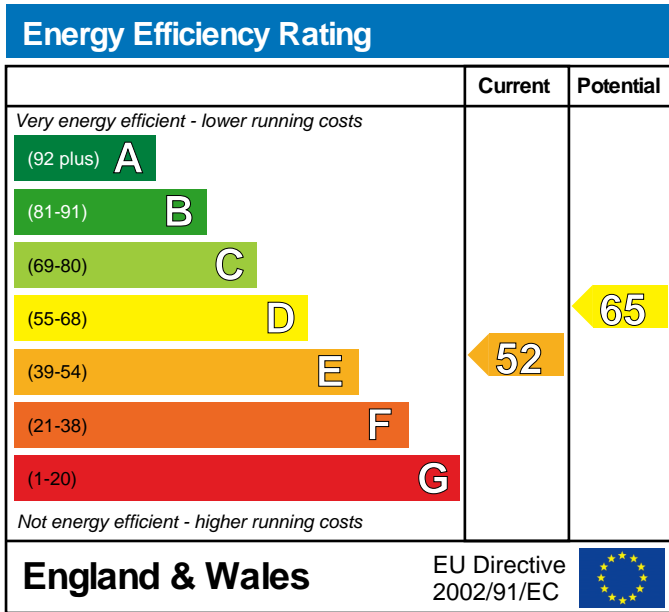 Energy Efficiency Rating
Current Potential
Very energy efficient - lower running costs
(92 plus) A
(81-91) B
(69-80) C
(55-68) D
65
(39-54) E
52
(21-38) F
(1-20) G
Not energy efficient - higher running costs
England & Wales
EU Directive
2002/91/EC